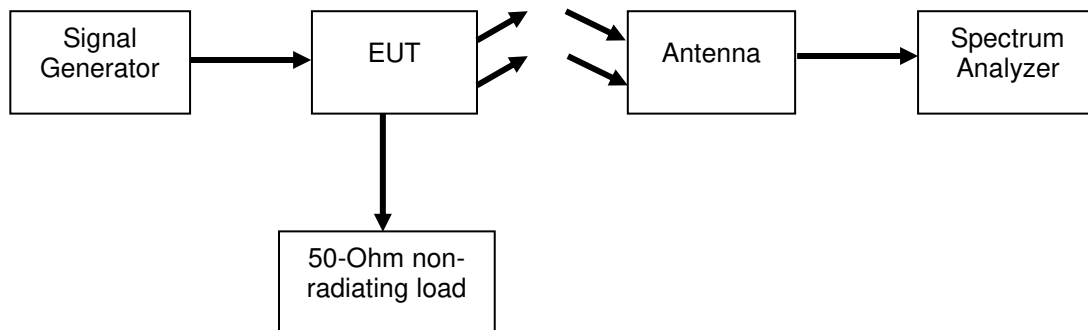 Signal
Generator
EUT
Antenna
Spectrum
Analyzer
50-Ohm non-
radiating load